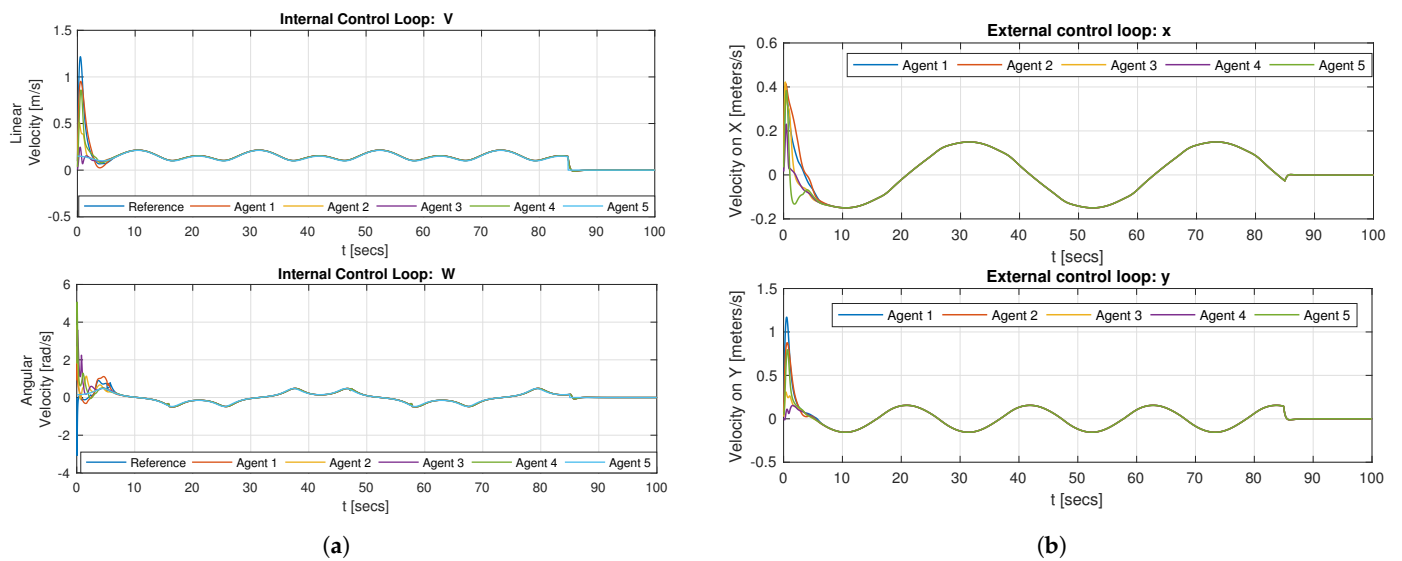 Internal Control Loop: V
1.5
1
0.5
0
-0.5
Linear
Velocity [m/s]
Reference Agent 1 Agent 2 Agent 3 Agent 4 Agent 5
0 10 20 30 40 50 60 70 80 90 100
t [secs]
Internal Control Loop: W
6
4
2
0
-2
-4
Angular
Velocity [rad/s]
Reference Agent 1 Agent 2 Agent 3 Agent 4 Agent 5
0 10 20 30 40 50 60 70 80 90 100
t [secs]
(a)
External control loop: x
0.6
0.4
0.2
0
-0.2
Velocity on X [meters/s]
Agent 1 Agent 2 Agent 3 Agent 4 Agent 5
0 10 20 30 40 50 60 70 80 90 100
t [secs]
External control loop: y
1.5
1
0.5
0
-0.5
Velocity on Y [meters/s]
Agent 1 Agent 2 Agent 3 Agent 4 Agent 5
0 10 20 30 40 50 60 70 80 90 100
t [secs]
(b)